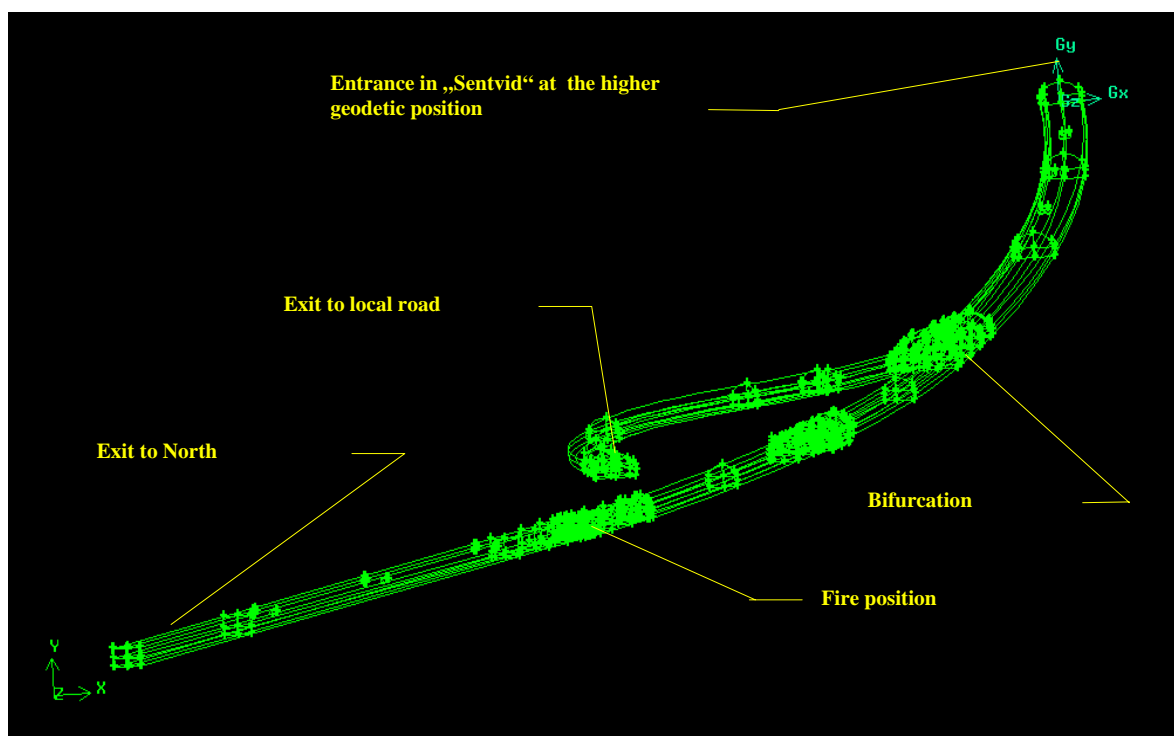 Gy
Entrance in „Sentvid“ at the higher
geodetic position
Gx
Z
Exit to local road
Exit to North
Bifurcation
Fire position
Y
Z
X